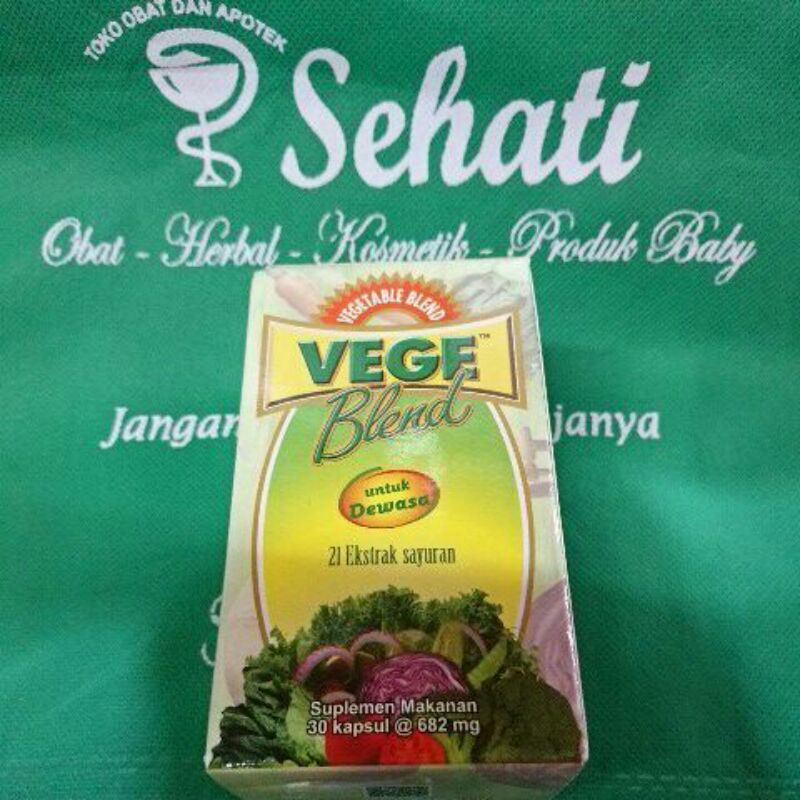 TOKO OBAT DAN APOTEK
Sehati
Obat - Herbal - Kosmetik - Produk Baby
VEGETABLE BLEND
VEGE™
Blend
Jangan janya
untuk
Dewasa
21 Ekstrak sayuran
Suplemen Makanan
30 kapsul @ 682 mg